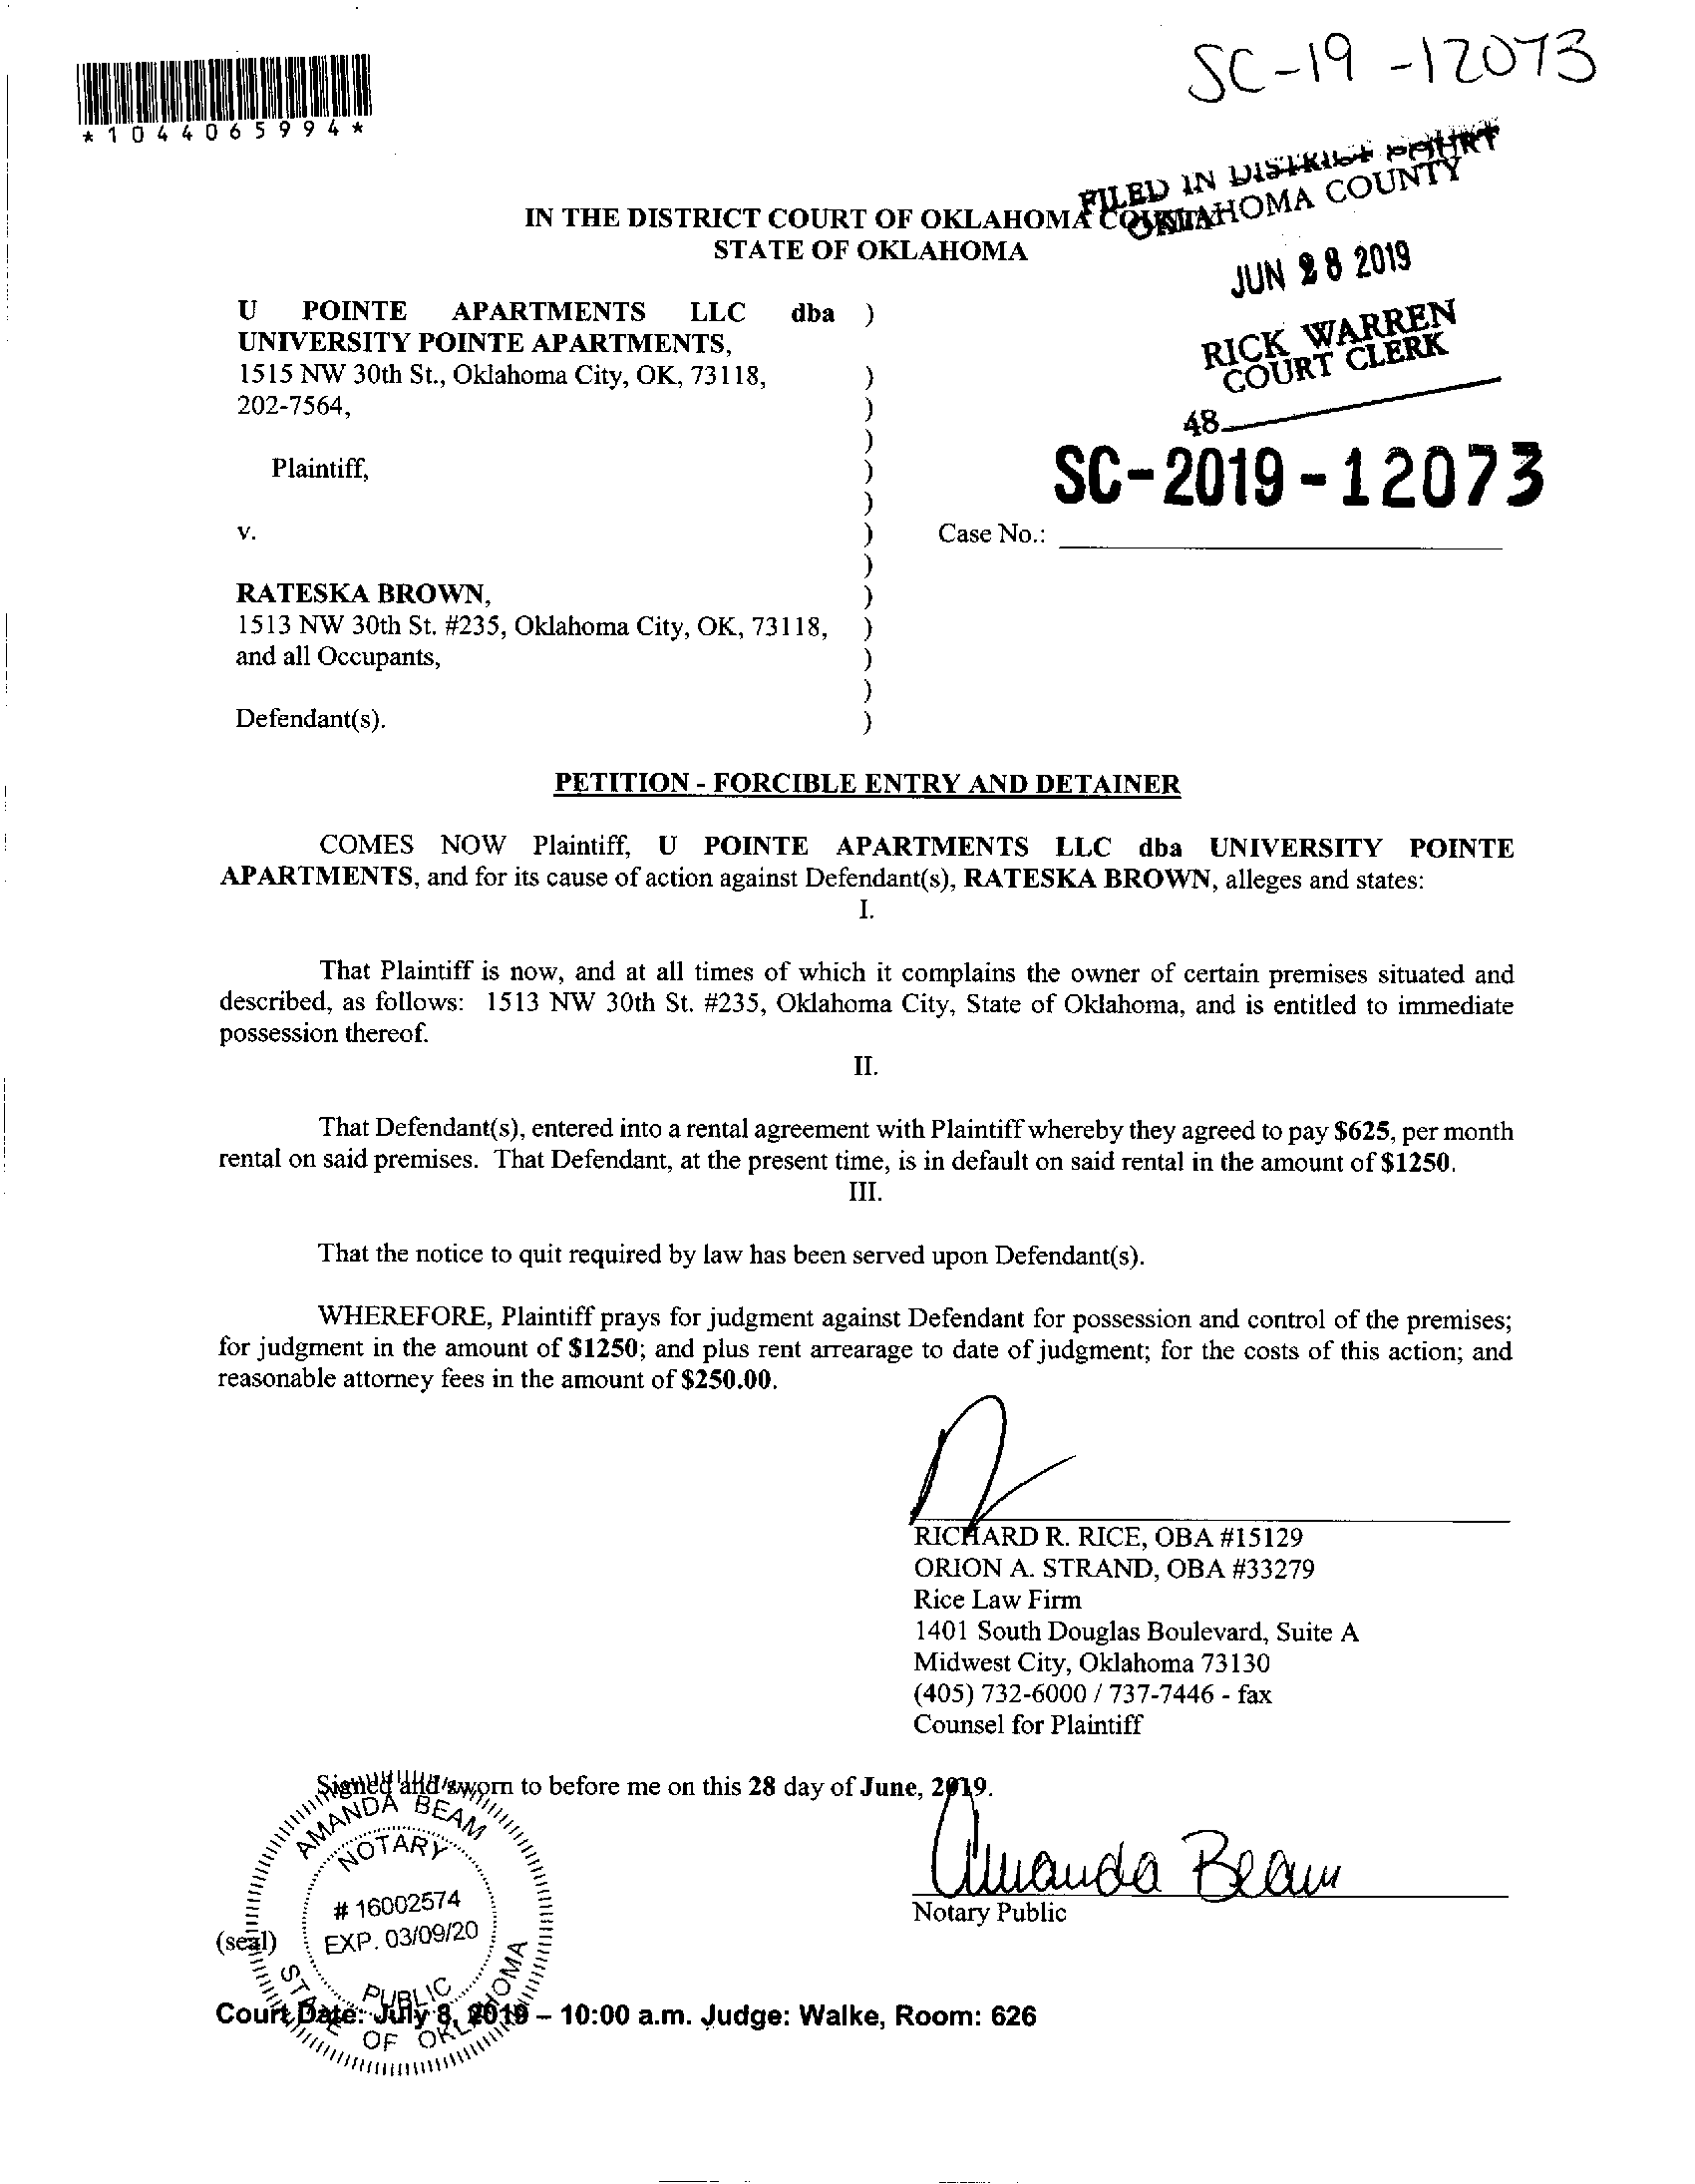 SC-19-12073
*1044065994*
FILED IN DISTRICT COURT
OKLAHOMA COUNTY
IN THE DISTRICT COURT OF OKLAHOMA COUNTY
STATE OF OKLAHOMA
JUN 28 2019
RICK WARREN
COURT CLERK
48
U POINTE APARTMENTS LLC dba )
UNIVERSITY POINTE APARTMENTS,
1515 NW 30th St., Oklahoma City, OK, 73118, )
202-7564, )
)
Plaintiff, )
)
SC-2019-12073
v. ) Case No.:
)
RATESKA BROWN, )
1513 NW 30th St. #235, Oklahoma City, OK, 73118, )
and all Occupants, )
)
Defendant(s). )
PETITION - FORCIBLE ENTRY AND DETAINER
COMES NOW Plaintiff, U POINTE APARTMENTS LLC dba UNIVERSITY POINTE
APARTMENTS, and for its cause of action against Defendant(s), RATESKA BROWN, alleges and states:
I.
That Plaintiff is now, and at all times of which it complains the owner of certain premises situated and
described, as follows: 1513 NW 30th St. #235, Oklahoma City, State of Oklahoma, and is entitled to immediate
possession thereof.
II.
That Defendant(s), entered into a rental agreement with Plaintiff whereby they agreed to pay $625, per month
rental on said premises. That Defendant, at the present time, is in default on said rental in the amount of $1250.
III.
That the notice to quit required by law has been served upon Defendant(s).
WHEREFORE, Plaintiff prays for judgment against Defendant for possession and control of the premises;
for judgment in the amount of $1250; and plus rent arrearage to date of judgment; for the costs of this action; and
reasonable attorney fees in the amount of $250.00.
RICHARD R. RICE, OBA #15129
ORION A. STRAND, OBA #33279
Rice Law Firm
1401 South Douglas Boulevard, Suite A
Midwest City, Oklahoma 73130
(405) 732-6000 / 737-7446 - fax
Counsel for Plaintiff
Signed and sworn to before me on this 28 day of June, 2019.
Amanda Beam
Notary Public
AMANDA BEAM
NOTARY
# 16002574
EXP. 03/09/20
(seal)
PUBLIC
STATE OF OKLAHOMA
Court Date: July 8, 2019 – 10:00 a.m. Judge: Walke, Room: 626